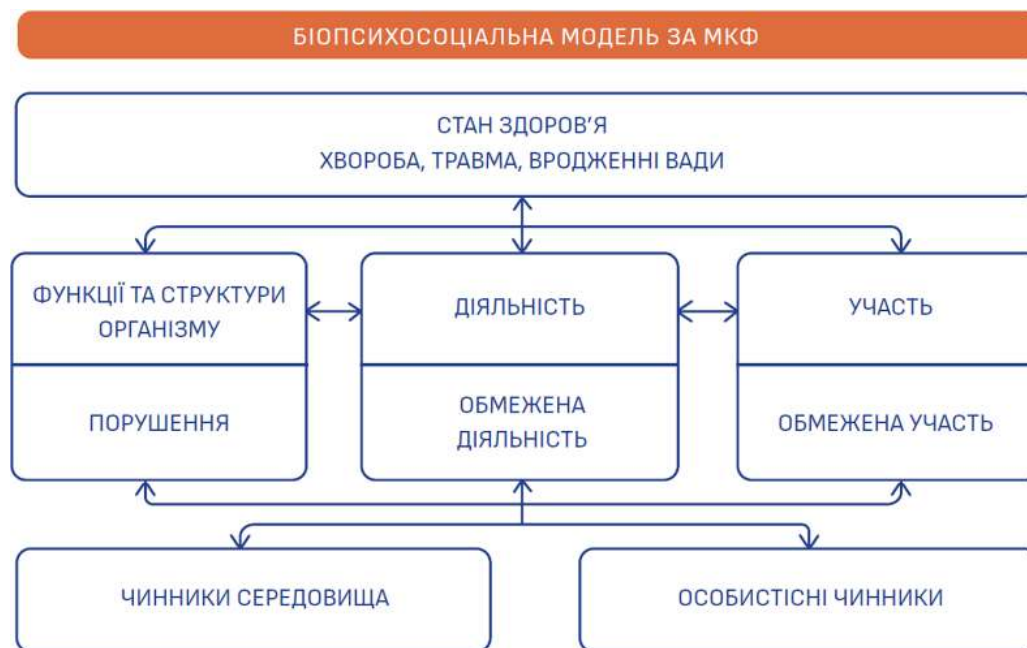 БІОПСИХОСОЦІАЛЬНА МОДЕЛЬ ЗА МКФ
СТАН ЗДОРОВ'Я
ХВОРОБА, ТРАВМА, ВРОДЖЕННІ ВАДИ
ФУНКЦІЇ ТА СТРУКТУРИ
ОРГАНІЗМУ
ДІЯЛЬНІСТЬ
УЧАСТЬ
ПОРУШЕННЯ
ОБМЕЖЕНА
ДІЯЛЬНІСТЬ
ОБМЕЖЕНА УЧАСТЬ
ЧИННИКИ СЕРЕДОВИЩА
ОСОБИСТІСНІ ЧИННИКИ